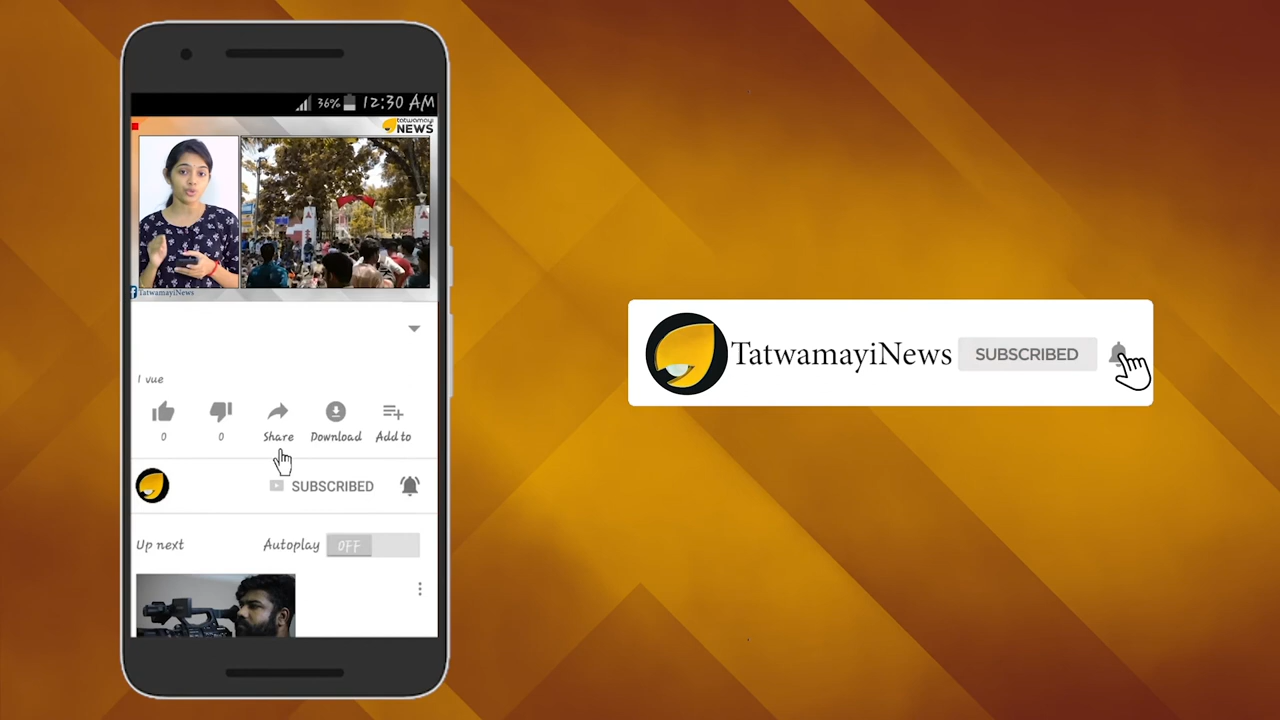 36% 12:30 AM
tatwamayi
NEWS
TatwamayiNews
1 vue
0 0 Share Download Add to
SUBSCRIBED
Up next Autoplay OFF
TatwamayiNews SUBSCRIBED